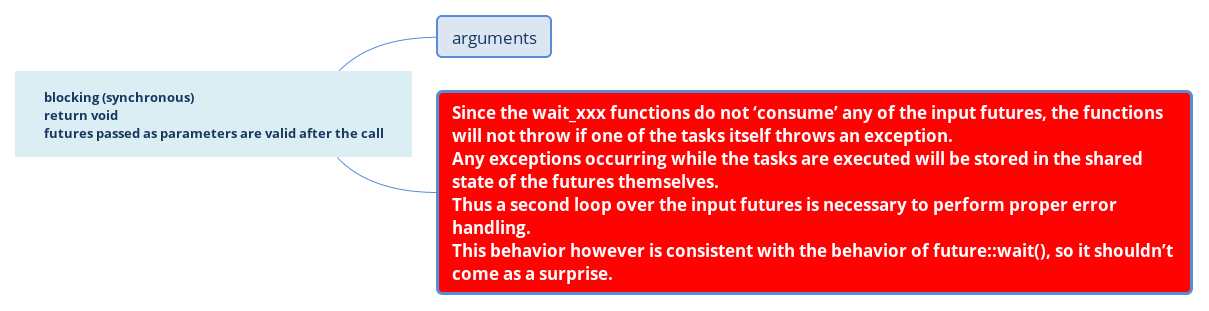 arguments
blocking (synchronous)
return void
futures passed as parameters are valid after the call
Since the wait_xxx functions do not ‘consume’ any of the input futures, the functions
will not throw if one of the tasks itself throws an exception.
Any exceptions occurring while the tasks are executed will be stored in the shared
state of the futures themselves.
Thus a second loop over the input futures is necessary to perform proper error
handling.
This behavior however is consistent with the behavior of future::wait(), so it shouldn’t
come as a surprise.